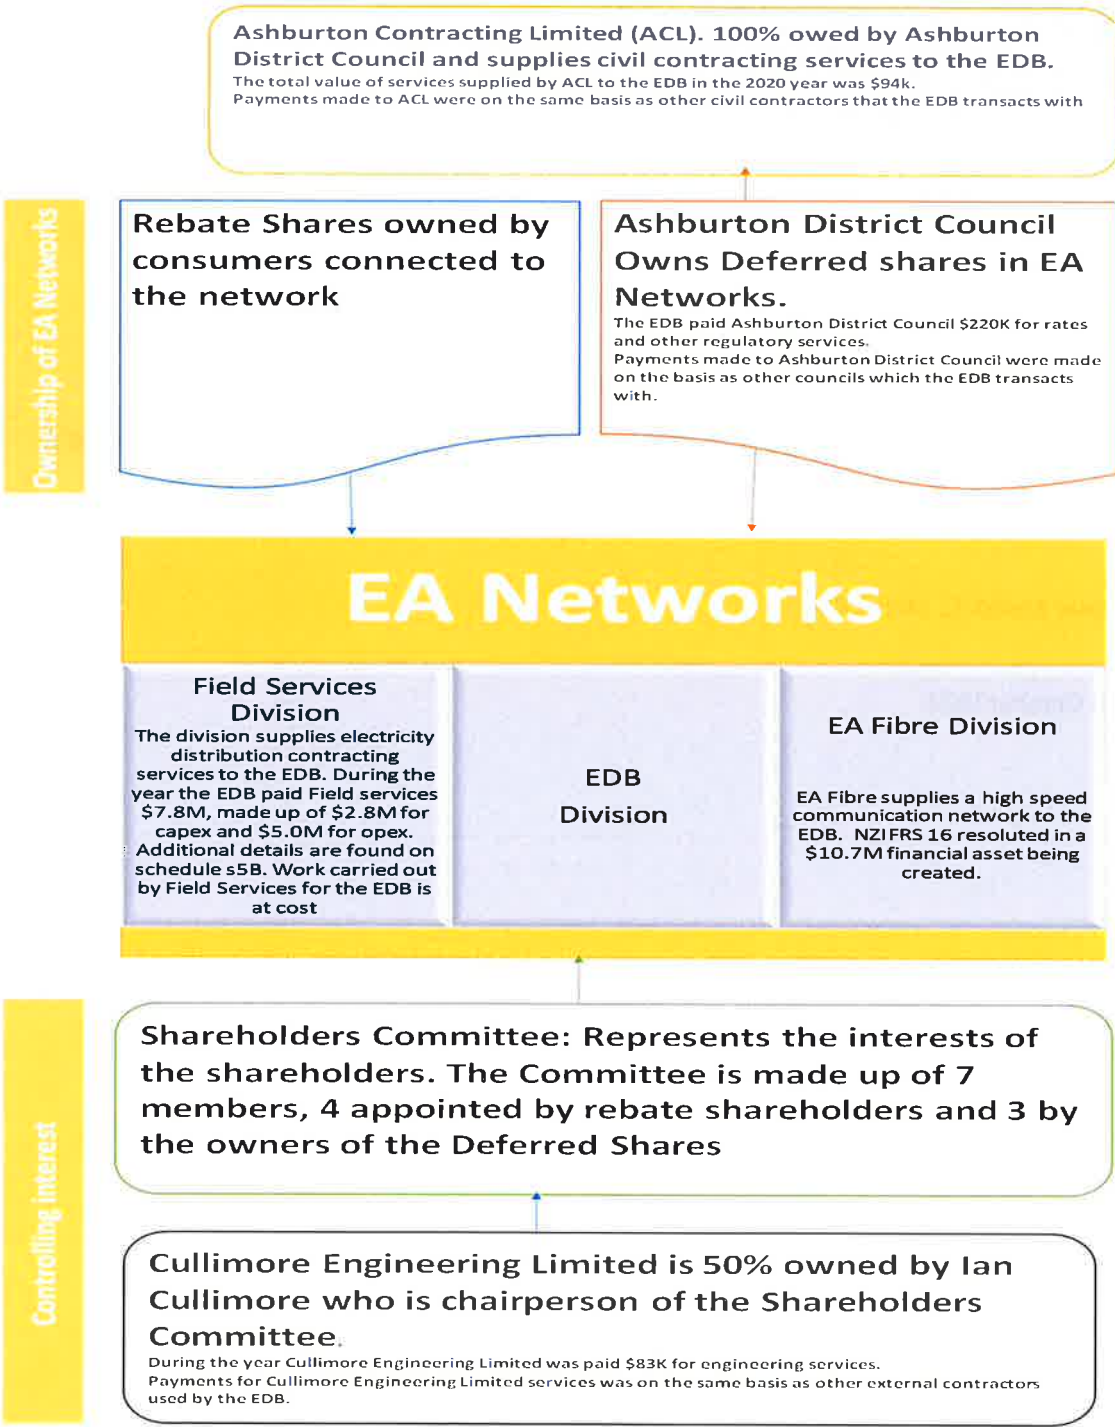 Ashburton Contracting Limited (ACL). 100% owed by Ashburton
District Council and supplies civil contracting services to the EDB.
The total value of services supplied by ACL to the EDB in the 2020 year was $94k.
Payments made to ACL were on the same basis as other civil contractors that the EDB transacts with
Ownership of EA Networks
Rebate Shares owned by
consumers connected to
the network
Ashburton District Council
Owns Deferred shares in EA
Networks.
The EDB paid Ashburton District Council $220K for rates
and other regulatory services.
Payments made to Ashburton District Council were made
on the basis as other councils which the EDB transacts
with.
EA Networks
Field Services
Division
The division supplies electricity
distribution contracting
services to the EDB. During the
year the EDB paid Field services
$7.8M, made up of $2.8M for
capex and $5.0M for opex.
Additional details are found on
schedule s5B. Work carried out
by Field Services for the EDB is
at cost
EDB
Division
EA Fibre Division
EA Fibre supplies a high speed
communication network to the
EDB. NZIFRS 16 resoluted in a
$10.7M financial asset being
created.
Controlling interest
Shareholders Committee: Represents the interests of
the shareholders. The Committee is made up of 7
members, 4 appointed by rebate shareholders and 3 by
the owners of the Deferred Shares
Cullimore Engineering Limited is 50% owned by Ian
Cullimore who is chairperson of the Shareholders
Committee.
During the year Cullimore Engineering Limited was paid $83K for engineering services.
Payments for Cullimore Engineering Limited services was on the same basis as other external contractors
used by the EDB.